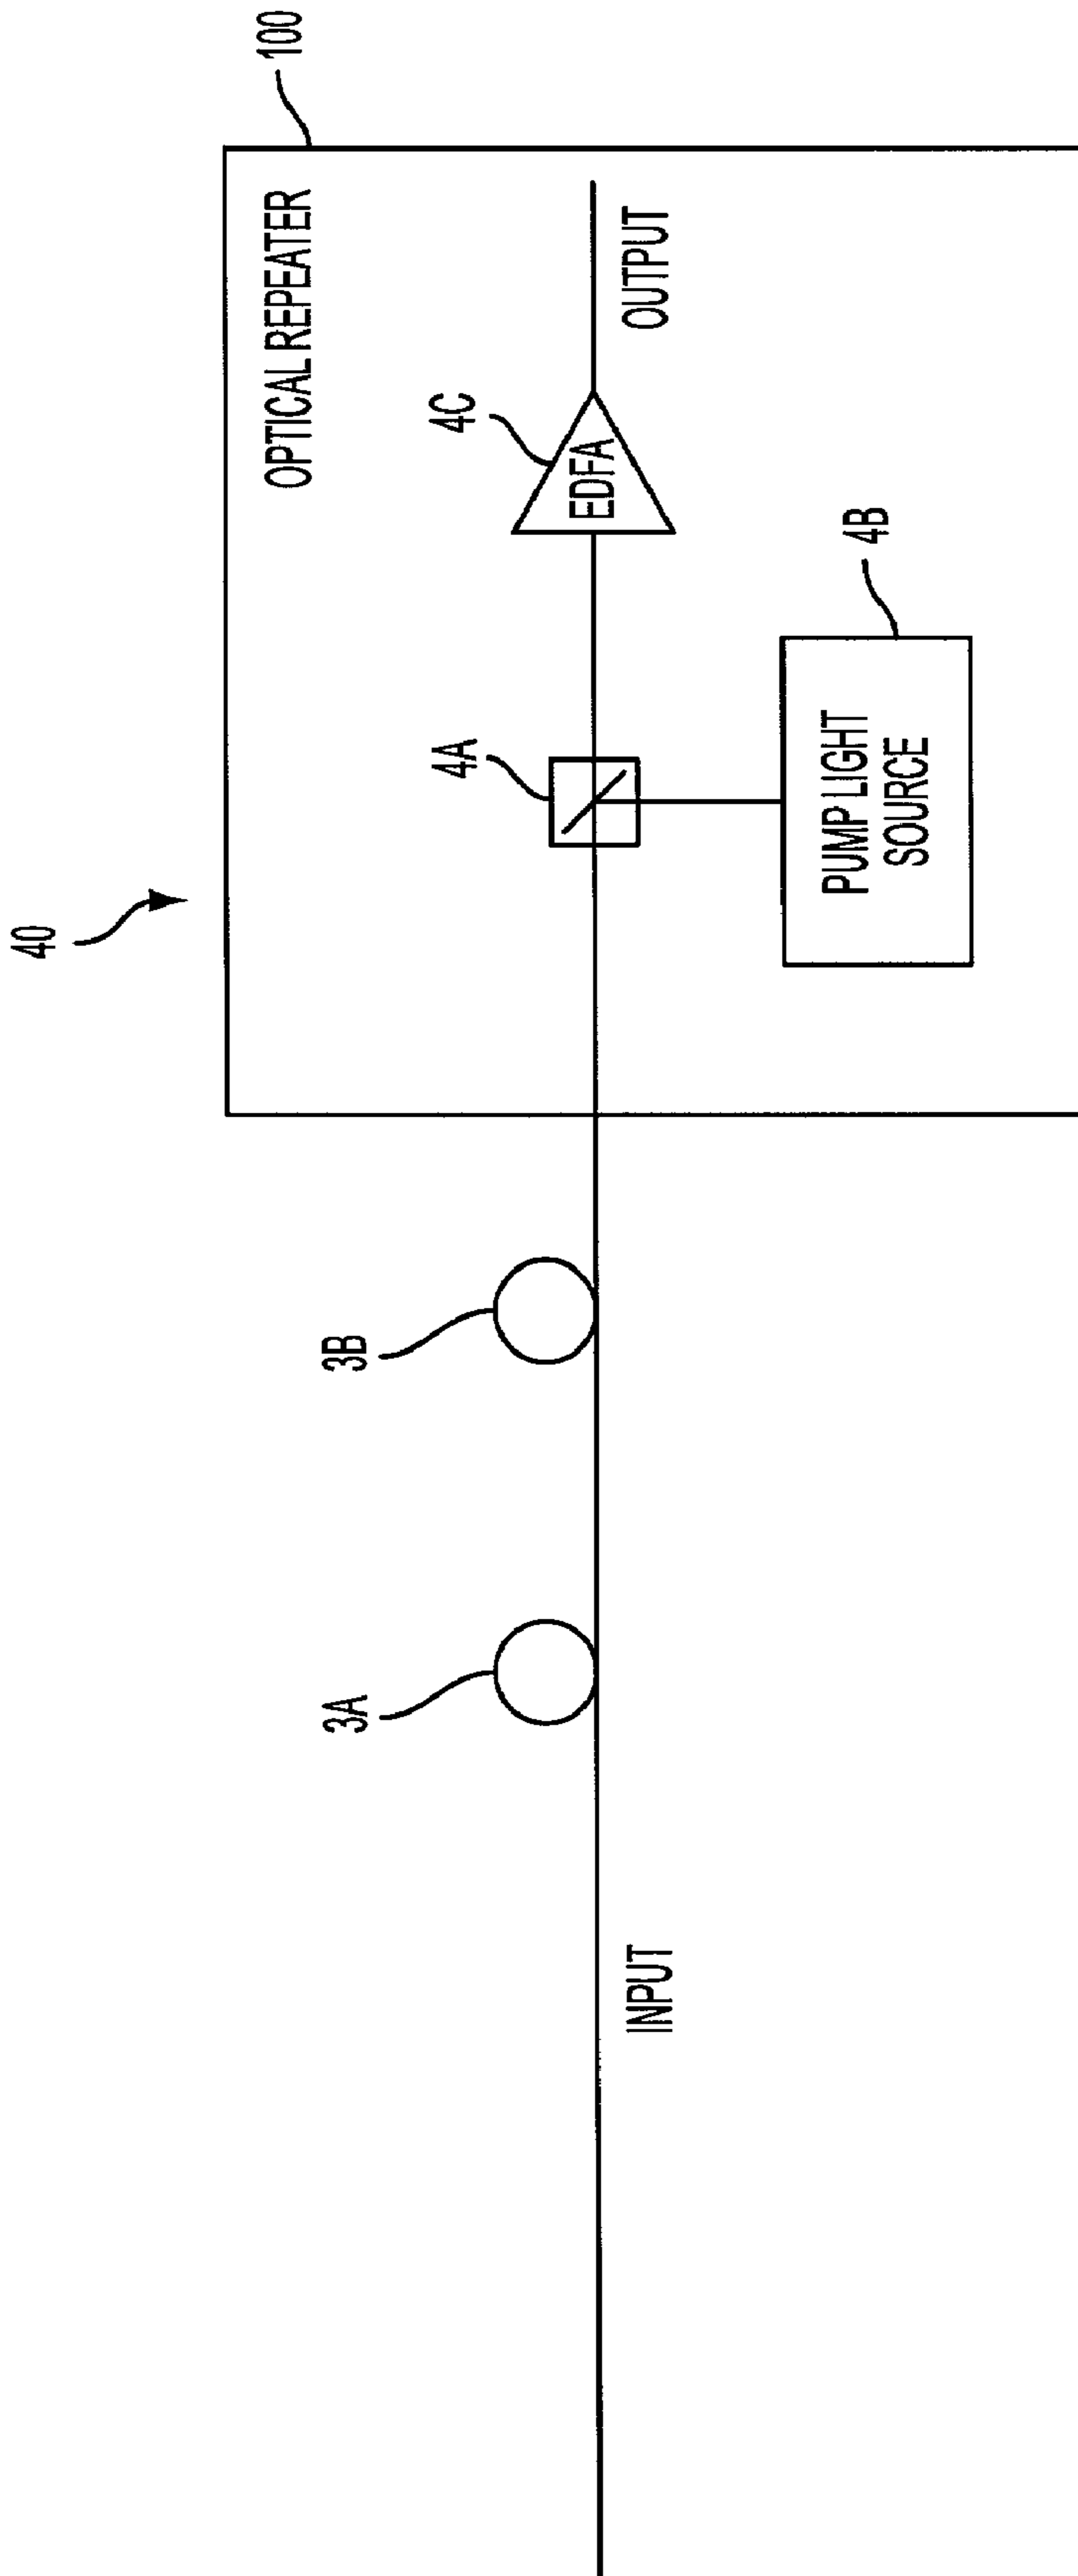 40
100
OPTICAL REPEATER
3A
3B
4A
4C
EDFA
INPUT
OUTPUT
PUMP LIGHT
SOURCE
4B